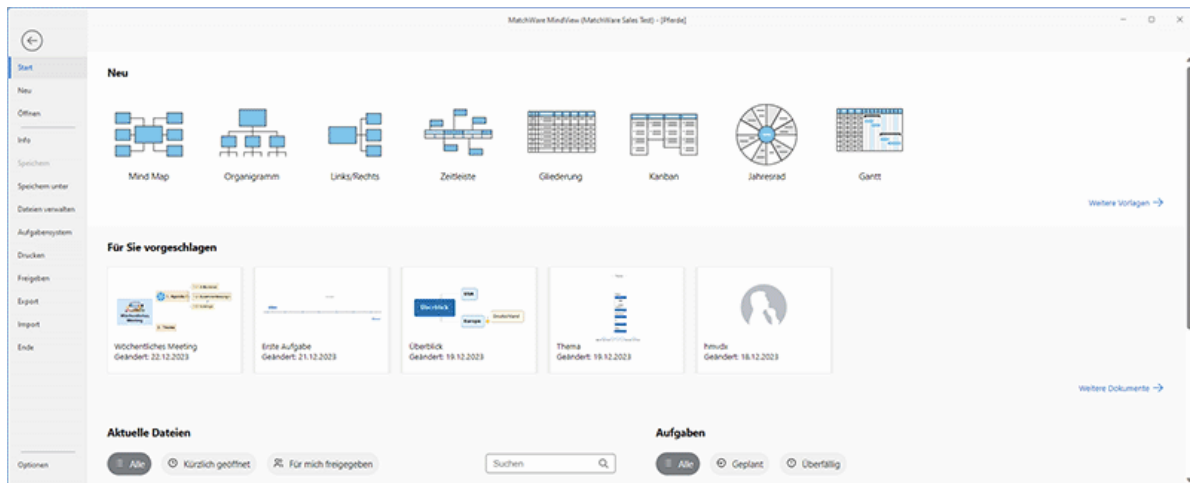 MatchWare MindView (MatchWare Sales Test) - [Pferde]
Start
Neu
Öffnen
Info
Speichern
Speichern unter
Dateien verwalten
Aufgabensystem
Drucken
Freigeben
Export
Import
Ende
Optionen
Neu
Mind Map
Organigramm
Links/Rechts
Zeitleiste
Gliederung
Kanban
Jahresrad
Gantt
Weitere Vorlagen
Für Sie vorgeschlagen
Wöchentliches Meeting
Geändert: 22.12.2023
Erste Aufgabe
Geändert: 21.12.2023
Überblick
USA
Europa
Deutschland
Überblick
Geändert: 19.12.2023
Thema
Geändert: 19.12.2023
hmvdx
Geändert: 18.12.2023
Weitere Dokumente
Aktuelle Dateien
Alle
Kürzlich geöffnet
Für mich freigegeben
Suchen
Aufgaben
Alle
Geplant
Überfällig